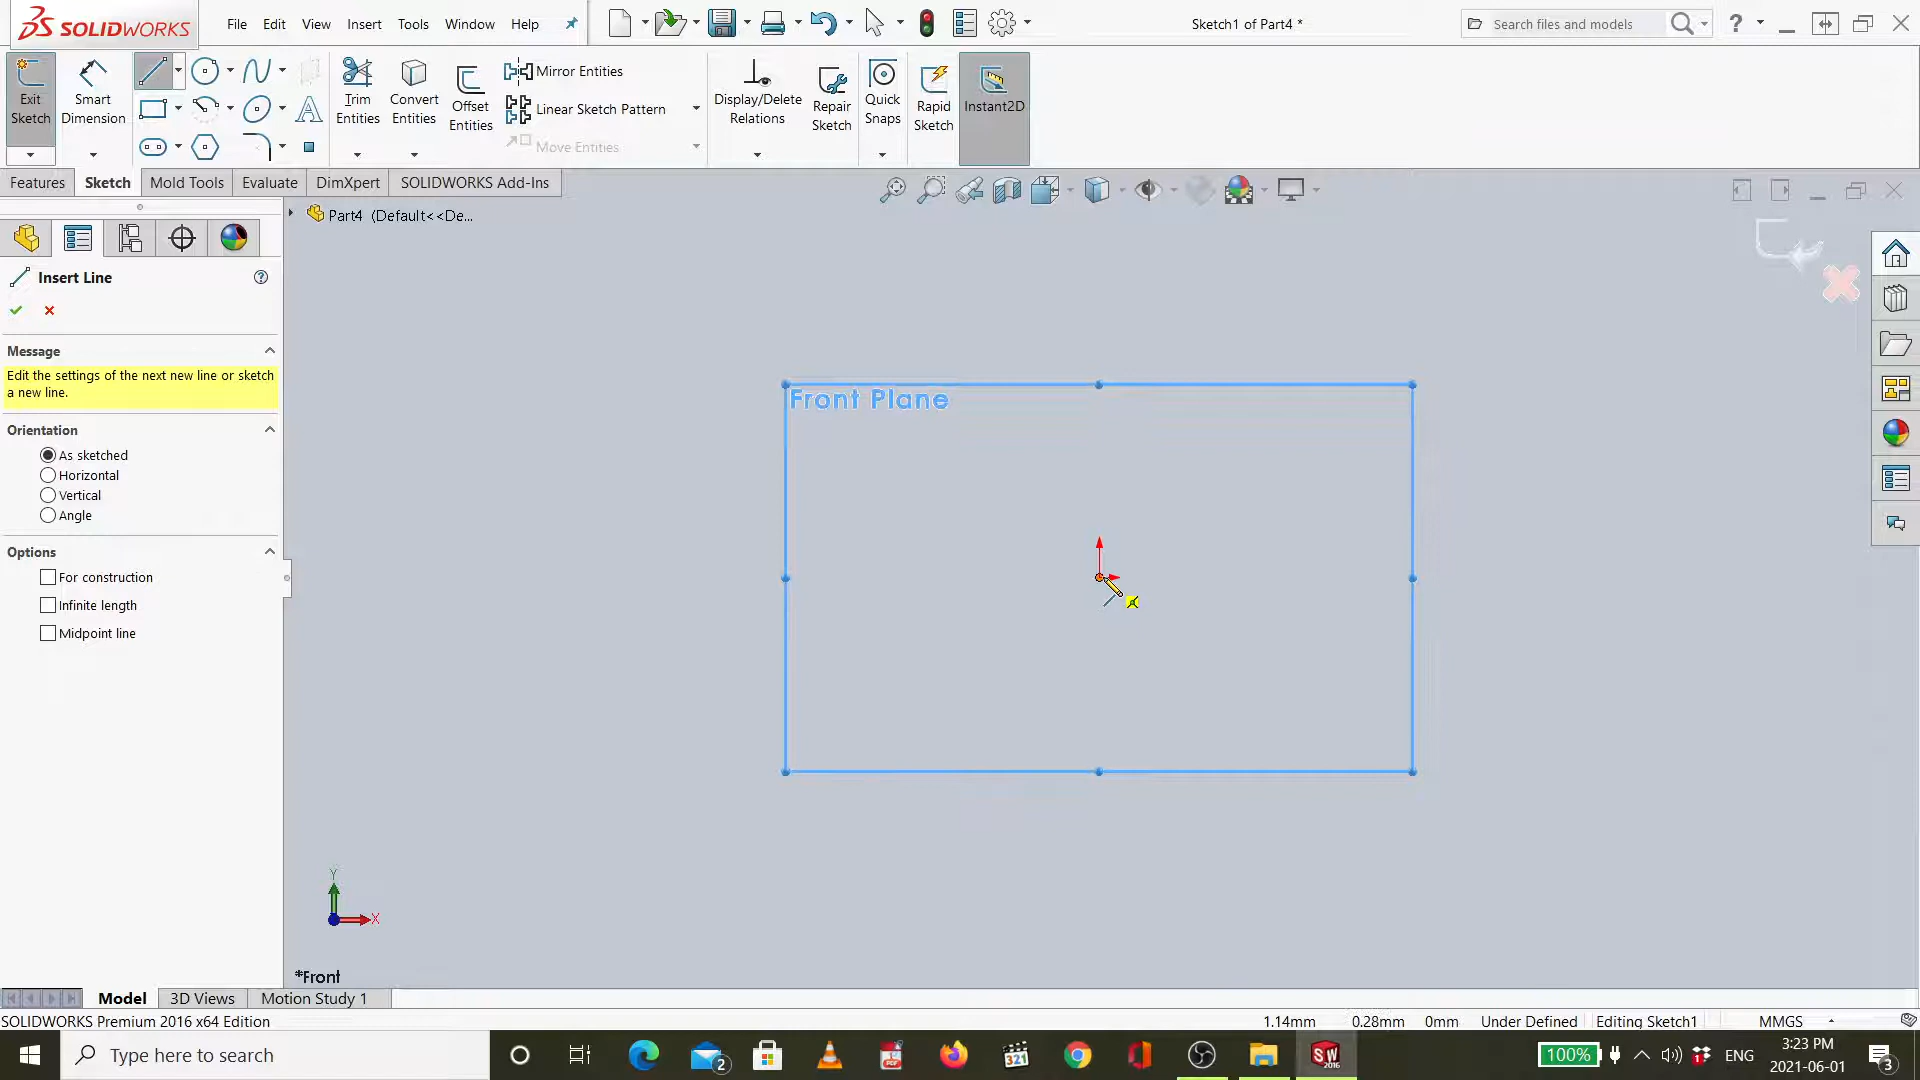 SOLIDWORKS File Edit View Insert Tools Window Help Sketch1 of Part4 * Search files and models ?
Exit Sketch
Smart Dimension
Trim Entities
Convert Entities
Offset Entities
Mirror Entities
Linear Sketch Pattern
Move Entities
Display/Delete Relations
Repair Sketch
Quick Snaps
Rapid Sketch
Instant2D
Features Sketch Mold Tools Evaluate DimXpert SOLIDWORKS Add-Ins
Part4 (Default<<De...
Insert Line
Message
Edit the settings of the next new line or sketch
a new line.
Orientation
As sketched
Horizontal
Vertical
Angle
Options
For construction
Infinite length
Midpoint line
Front Plane
Y
X
*Front
Model 3D Views Motion Study 1
SOLIDWORKS Premium 2016 x64 Edition 1.14mm 0.28mm 0mm Under Defined Editing Sketch1 MMGS
Type here to search 2 321 SW 2016 100% 1 ENG 3:23 PM
2021-06-01 3